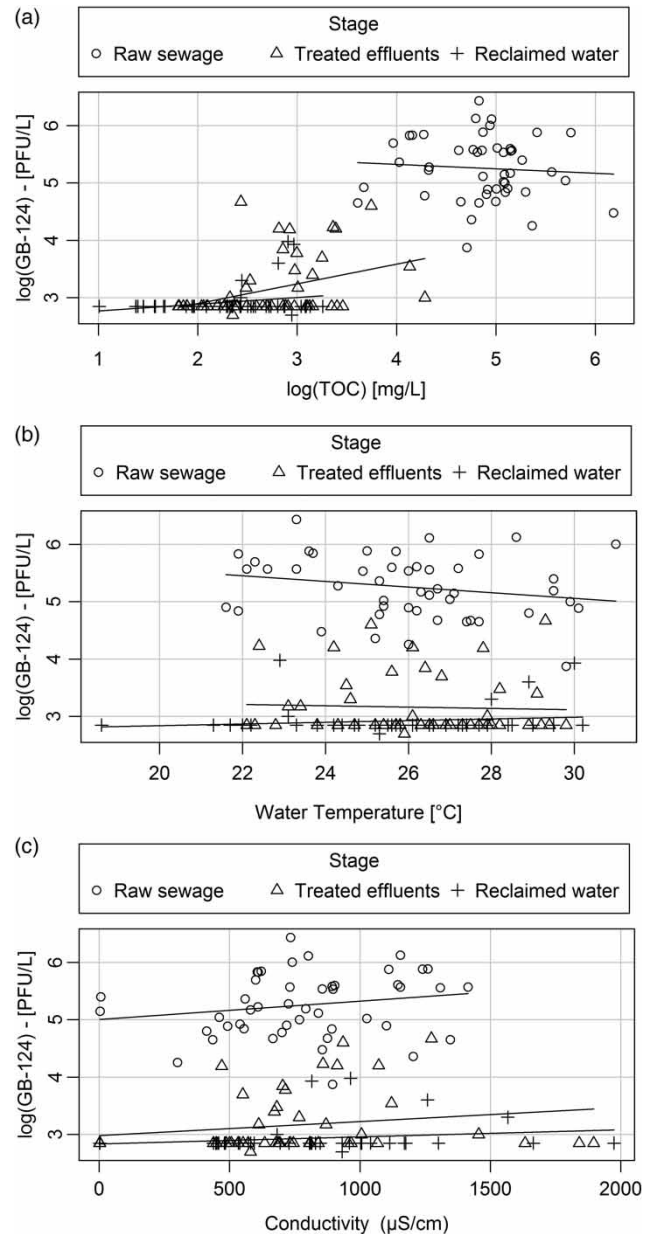 (a)
Stage
○ Raw sewage △ Treated effluents + Reclaimed water
log(GB-124) - [PFU/L]
6
5
4
3
1 2 3 4 5 6
log(TOC) [mg/L]
(b)
Stage
○ Raw sewage △ Treated effluents + Reclaimed water
log(GB-124) - [PFU/L]
6
5
4
3
20 22 24 26 28 30
Water Temperature [°C]
(c)
Stage
○ Raw sewage △ Treated effluents + Reclaimed water
log(GB-124) - [PFU/L]
6
5
4
3
0 500 1000 1500 2000
Conductivity (µS/cm)